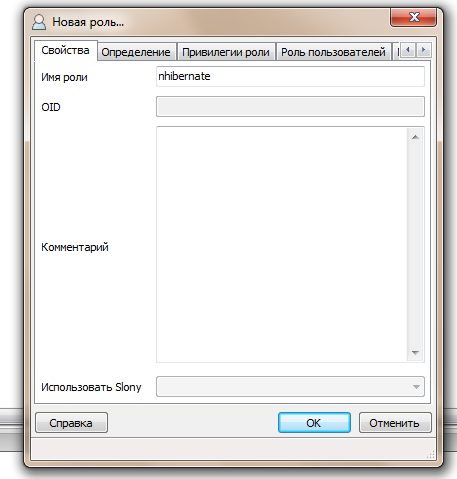 Новая роль...
Свойства Определение Привилегии роли Роль пользователей
Имя роли nhibernate
OID
Комментарий
Использовать Slony
Справка OK Отменить